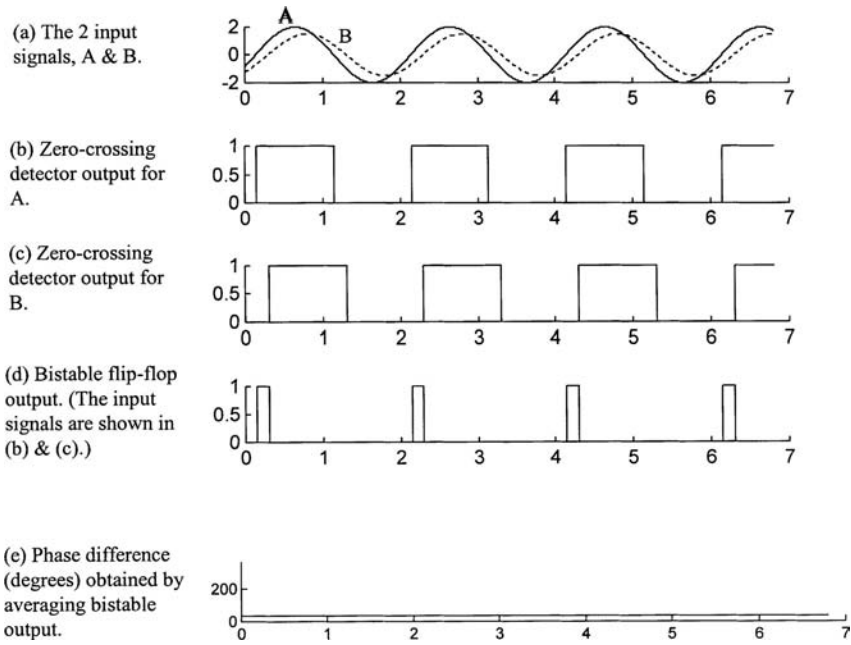 (a) The 2 input
signals, A & B.
A
B
2
0
-2
0 1 2 3 4 5 6 7
(b) Zero-crossing
detector output for
A.
1
0.5
0
0 1 2 3 4 5 6 7
(c) Zero-crossing
detector output for
B.
1
0.5
0
0 1 2 3 4 5 6 7
(d) Bistable flip-flop
output. (The input
signals are shown in
(b) & (c).)
1
0.5
0
0 1 2 3 4 5 6 7
(e) Phase difference
(degrees) obtained by
averaging bistable
output.
200
0
0 1 2 3 4 5 6 7